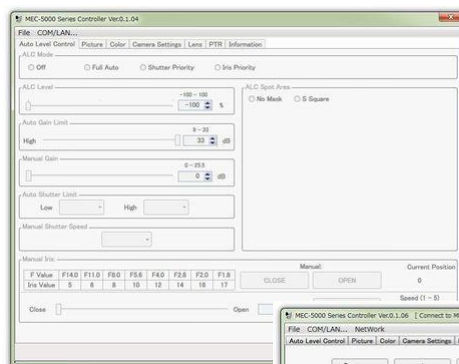 MEC-5000 Series Controller Ver.0.1.04
File COM/LAN...
Auto Level Control Picture Color Camera Settings Lens PTR Information
ALC Mode
Off Full Auto Shutter Priority Iris Priority
ALC Level
-100 ~ 100
-100 %
ALC Spot Area
No Mask 5 Square
Auto Gain Limit
High
9 ~ 33
33 dB
Manual Gain
0 ~ 25.5
0 dB
Auto Shutter Limit
Low High
Manual Shutter Speed
Manual Iris
F Value F14.0 F11.0 F8.0 F5.6 F4.0 F2.8 F2.0 F1.8
Iris Value 5 6 8 10 12 14 16 17
Manual
CLOSE OPEN
Current Position
0
Speed (1 ~ 5)
Close Open
MEC-5000 Series Controller Ver.0.1.06 [ Connect to M
File COM/LAN... NetWork
Auto Level Control Picture Color Camera Settings